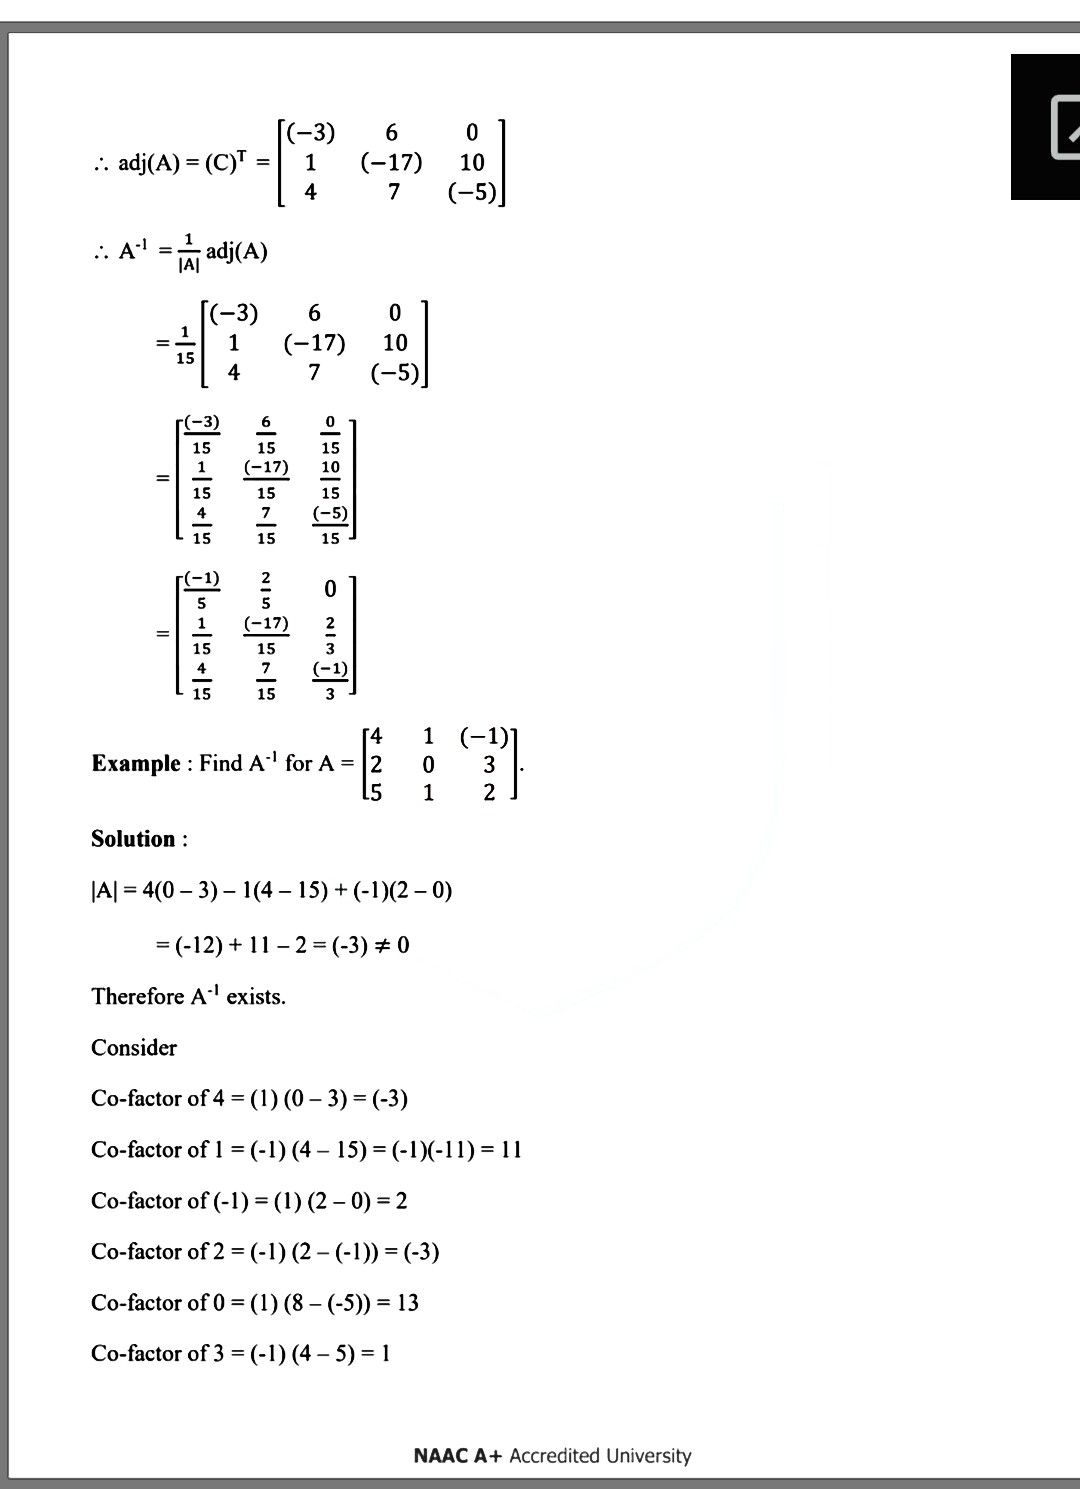 ∴ adj(A) = (C)ᵀ = [(−3) 6 0
1 (−17) 10
4 7 (−5)]
∴ A⁻¹ = 1/|A| adj(A)
= 1/15 [(−3) 6 0
1 (−17) 10
4 7 (−5)]
= [(−3)/15 6/15 0/15
1/15 (−17)/15 10/15
4/15 7/15 (−5)/15]
= [(−1)/5 2/5 0
1/15 (−17)/15 2/3
4/15 7/15 (−1)/3]
Example : Find A⁻¹ for A = [4 1 (−1)
2 0 3
5 1 2].
Solution :
|A| = 4(0 – 3) – 1(4 – 15) + (-1)(2 – 0)
= (-12) + 11 – 2 = (-3) ≠ 0
Therefore A⁻¹ exists.
Consider
Co-factor of 4 = (1) (0 – 3) = (-3)
Co-factor of 1 = (-1) (4 – 15) = (-1)(-11) = 11
Co-factor of (-1) = (1) (2 – 0) = 2
Co-factor of 2 = (-1) (2 – (-1)) = (-3)
Co-factor of 0 = (1) (8 – (-5)) = 13
Co-factor of 3 = (-1) (4 – 5) = 1
NAAC A+ Accredited University